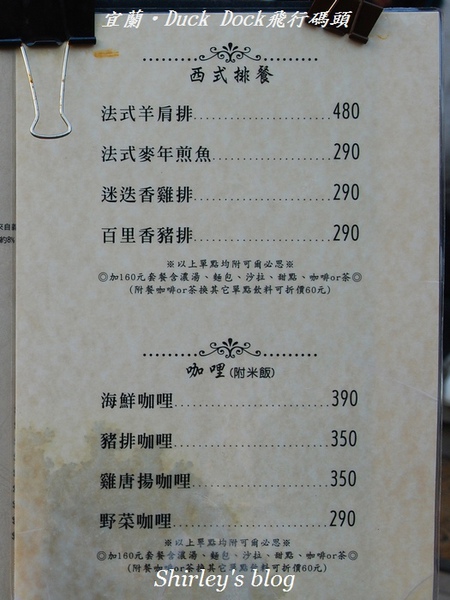 宜蘭•Duck Dock飛行碼頭
西式排餐
法式羊肩排 480
法式麥年煎魚 290
迷迭香雞排 290
百里香豬排 290
※以上單點均附可爾必思※
◎加160元套餐含濃湯、麵包、沙拉、甜點、咖啡or茶◎
(附餐咖啡or茶換其它單點飲料可折價60元)
咖哩(附米飯)
海鮮咖哩 390
豬排咖哩 350
雞唐揚咖哩 350
野菜咖哩 290
※以上單點均附可爾必思※
◎加160元套餐含濃湯、麵包、沙拉、甜點、咖啡or茶◎
(附餐咖啡or茶換其它單點飲料可折價60元)
Shirley's blog